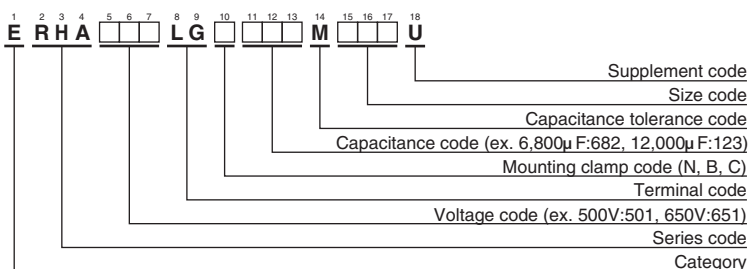 1 2 3 4 5 6 7 8 9 10 11 12 13 14 15 16 17 18
E R H A □□□ L G □ □□□ M □□□ U
Supplement code
Size code
Capacitance tolerance code
Capacitance code (ex. 6,800μF:682, 12,000μF:123)
Mounting clamp code (N, B, C)
Terminal code
Voltage code (ex. 500V:501, 650V:651)
Series code
Category